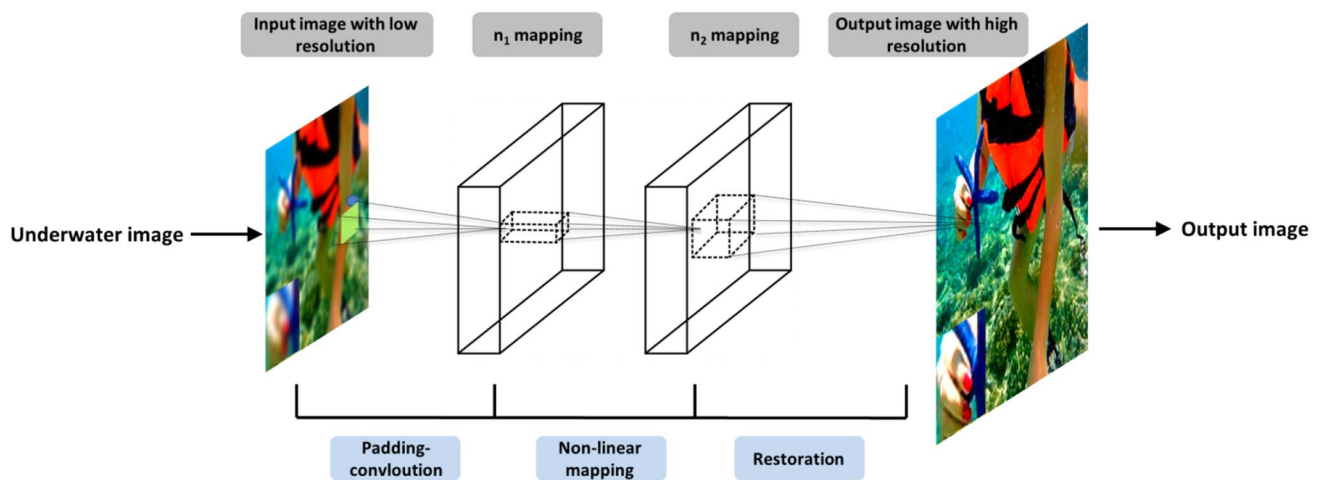 Input image with low
resolution
n₁ mapping
n₂ mapping
Output image with high
resolution
Underwater image
Output image
Padding-
convloution
Non-linear
mapping
Restoration